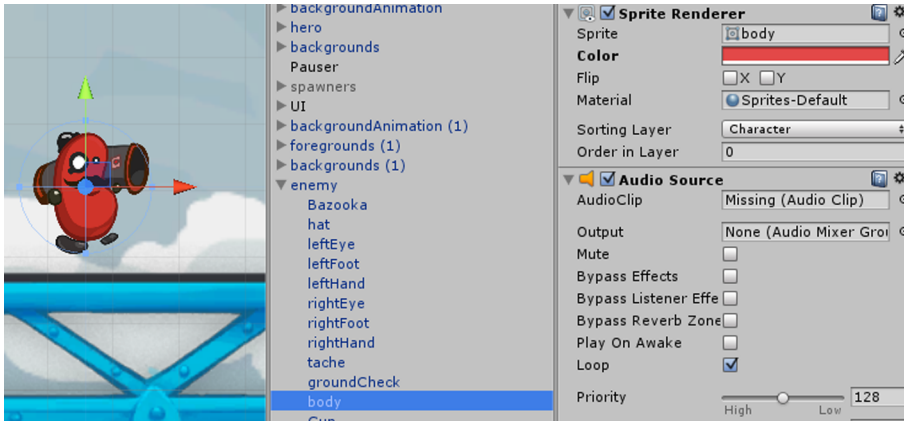 backgroundAnimation
hero
backgrounds
Pauser
spawners
UI
backgroundAnimation (1)
foregrounds (1)
backgrounds (1)
enemy
Bazooka
hat
leftEye
leftFoot
leftHand
rightEye
rightFoot
rightHand
tache
groundCheck
body
Gun
Sprite Renderer
Sprite body
Color
Flip X Y
Material Sprites-Default
Sorting Layer Character
Order in Layer 0
Audio Source
AudioClip Missing (Audio Clip)
Output None (Audio Mixer Grou
Mute
Bypass Effects
Bypass Listener Effe
Bypass Reverb Zone
Play On Awake
Loop
Priority 128
High Low